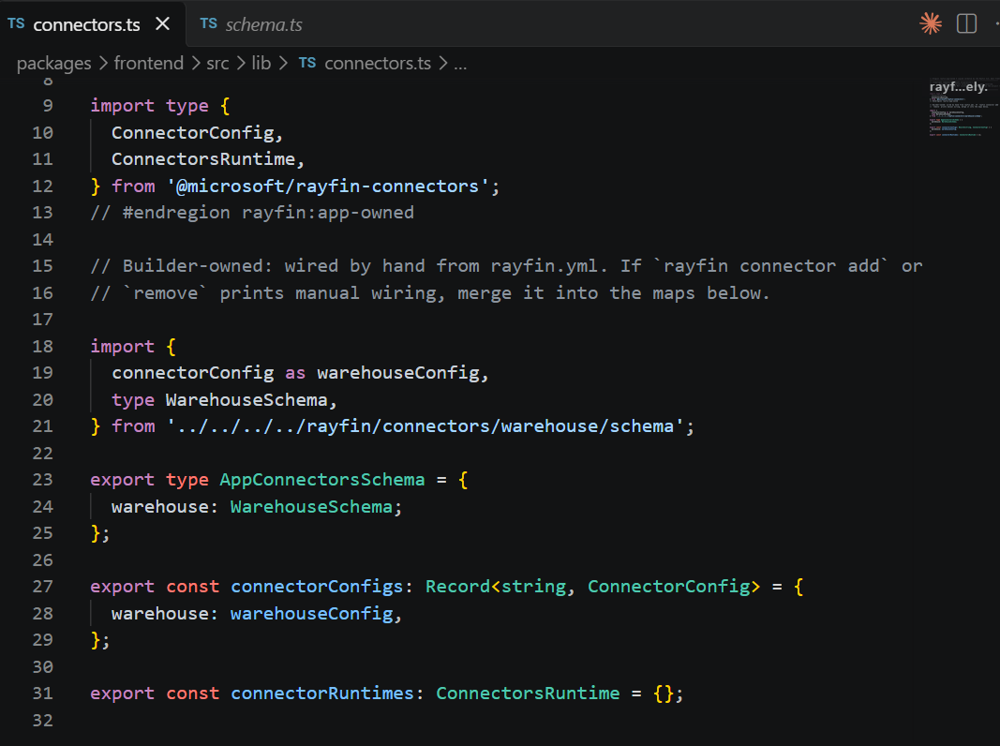 TS connectors.ts
TS schema.ts
packages > frontend > src > lib > TS connectors.ts > ...
rayf...ely.
8
9 import type {
10 ConnectorConfig,
11 ConnectorsRuntime,
12 } from '@microsoft/rayfin-connectors';
13 // #endregion rayfin:app-owned
14
15 // Builder-owned: wired by hand from rayfin.yml. If `rayfin connector add` or
16 // `remove` prints manual wiring, merge it into the maps below.
17
18 import {
19 connectorConfig as warehouseConfig,
20 type WarehouseSchema,
21 } from '../../../../rayfin/connectors/warehouse/schema';
22
23 export type AppConnectorsSchema = {
24 warehouse: WarehouseSchema;
25 };
26
27 export const connectorConfigs: Record<string, ConnectorConfig> = {
28 warehouse: warehouseConfig,
29 };
30
31 export const connectorRuntimes: ConnectorsRuntime = {};
32